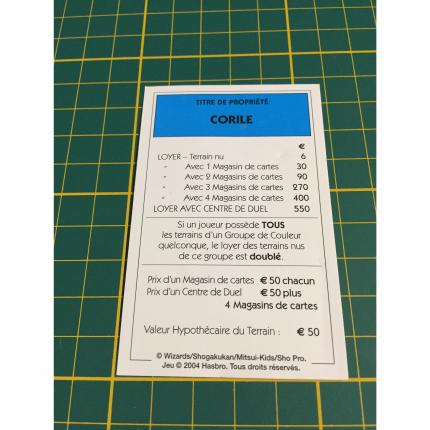 TITRE DE PROPRIÉTÉ
CORILE
€
LOYER – Terrain nu 6
" Avec 1 Magasin de cartes 30
" Avec 2 Magasins de cartes 90
" Avec 3 Magasins de cartes 270
" Avec 4 Magasins de cartes 400
LOYER AVEC CENTRE DE DUEL 550
Si un joueur possède TOUS
les terrains d'un Groupe de Couleur
quelconque, le loyer des terrains nus
de ce groupe est doublé.
Prix d'un Magasin de cartes € 50 chacun
Prix d'un Centre de Duel € 50 plus
4 Magasins de cartes
Valeur Hypothécaire du Terrain : € 50
© Wizards/Shogakukan/Mitsui-Kids/Sho Pro.
Jeu © 2004 Hasbro. Tous droits réservés.